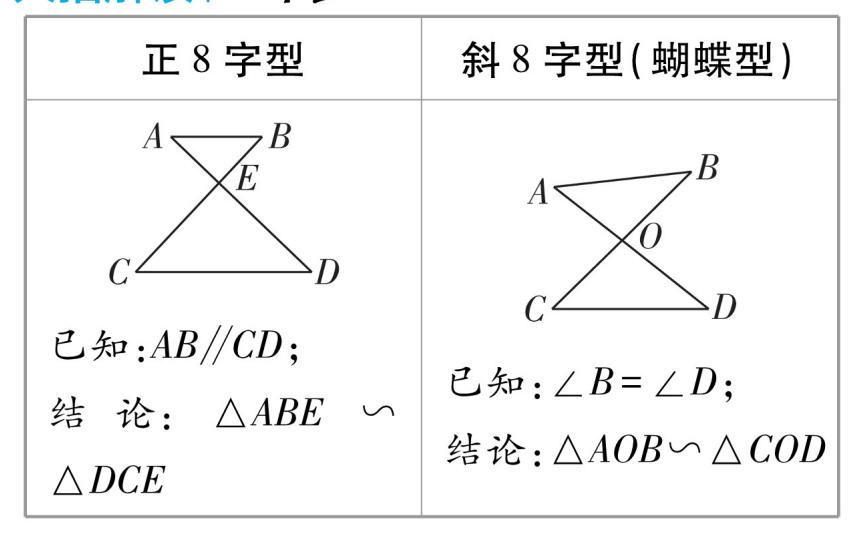 正 8 字型
斜 8 字型(蝴蝶型)
A B
E
C D
已知:AB∥CD;
结 论: △ABE ∽
△DCE
B
A
O
C D
已知:∠B=∠D;
结论:△AOB∽△COD